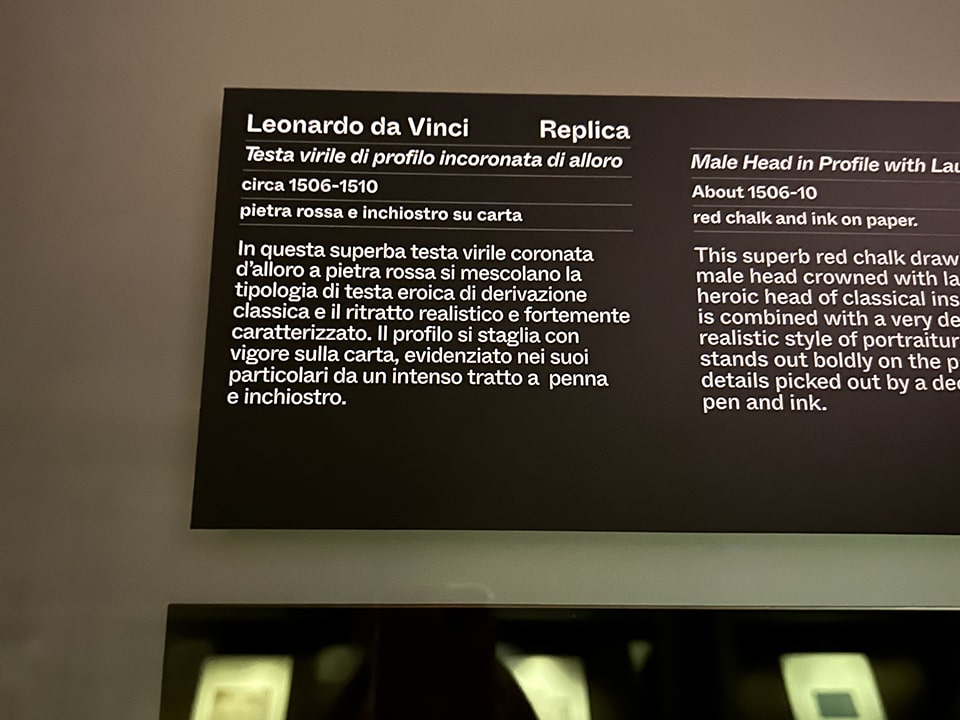 Leonardo da Vinci Replica
Testa virile di profilo incoronata di alloro
circa 1506-1510
pietra rossa e inchiostro su carta
In questa superba testa virile coronata
d'alloro a pietra rossa si mescolano la
tipologia di testa eroica di derivazione
classica e il ritratto realistico e fortemente
caratterizzato. Il profilo si staglia con
vigore sulla carta, evidenziato nei suoi
particolari da un intenso tratto a penna
e inchiostro.
Male Head in Profile with
About 1506-10
red chalk and ink on paper.
This superb red chalk
male head crowned with
heroic head of classical
is combined with a very
realistic style of
stands out boldly on the
details picked out by a
pen and ink.